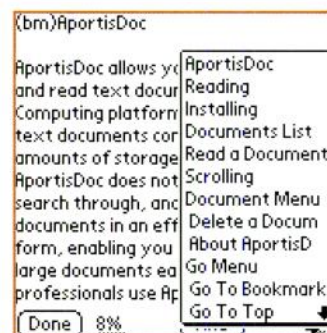 (bm)AportisDoc
AportisDoc allows yo
and read text docur
Computing platform
text documents cor
amounts of storage
AportisDoc does not
search through, and
documents in an eff
form, enabling you
large documents ea
professionals use Ap
Done 8%
AportisDoc
Reading
Installing
Documents List
Read a Document
Scrolling
Document Menu
Delete a Docum
About AportisD
Go Menu
Go To Bookmark
Go To Top